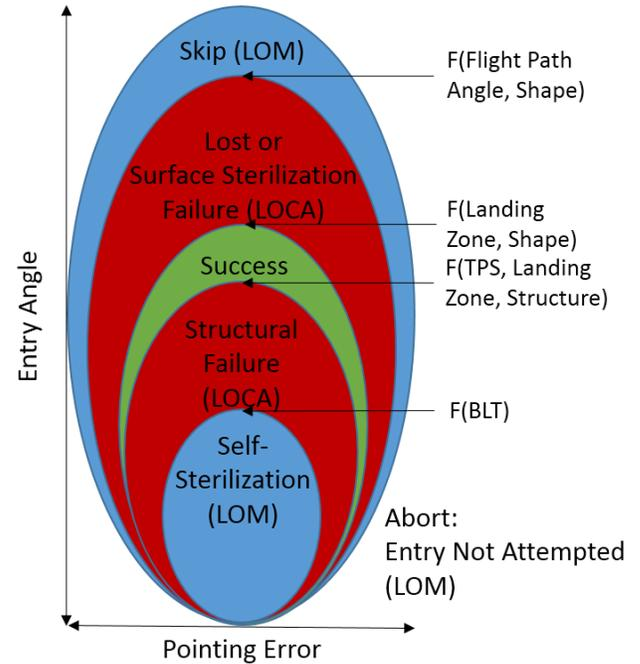 Skip (LOM)
F(Flight Path
Angle, Shape)
Lost or
Surface Sterilization
Failure (LOCA)
F(Landing
Zone, Shape)
Success
F(TPS, Landing
Zone, Structure)
Structural
Failure
(LOCA)
F(BLT)
Self-
Sterilization
(LOM)
Abort:
Entry Not Attempted
(LOM)
Entry Angle
Pointing Error